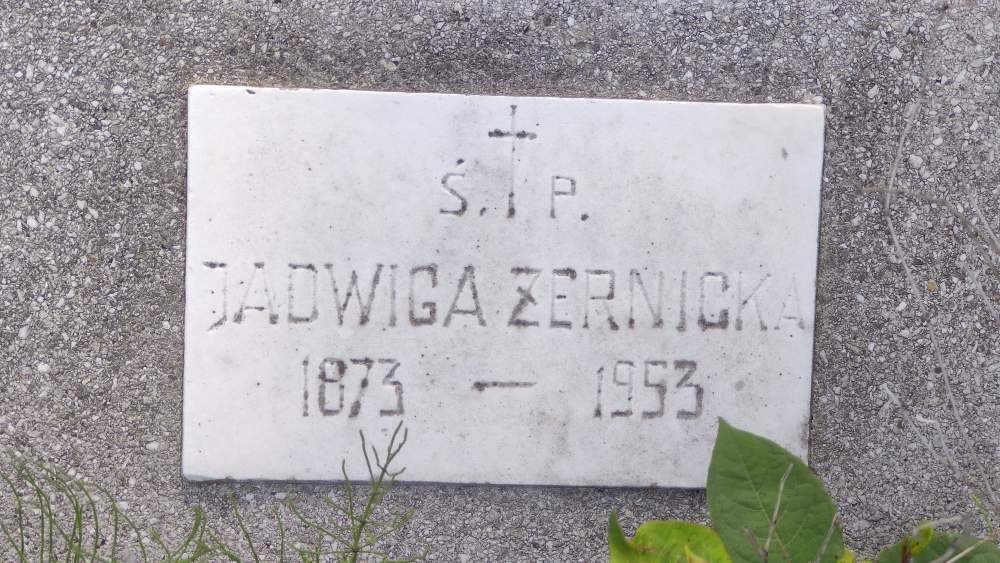 Ś. P.
JADWIGA ŻERNICKA
1873 — 1953